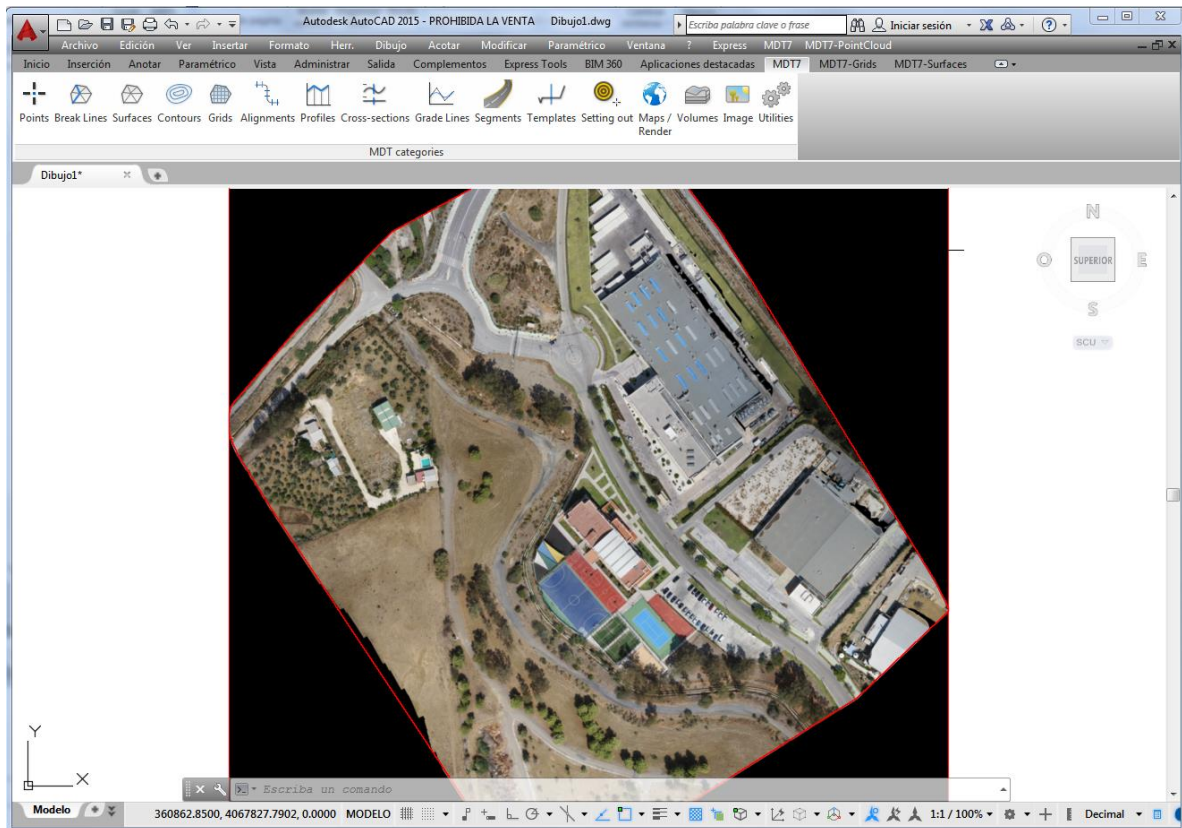 Autodesk AutoCAD 2015 - PROHIBIDA LA VENTA Dibujo1.dwg Escriba palabra clave o frase Iniciar sesión
Archivo Edición Ver Insertar Formato Herr. Dibujo Acotar Modificar Paramétrico Ventana ? Express MDT7 MDT7-PointCloud
Inicio Inserción Anotar Paramétrico Vista Administrar Salida Complementos Express Tools BIM 360 Aplicaciones destacadas MDT7 MDT7-Grids MDT7-Surfaces
Points Break Lines Surfaces Contours Grids Alignments Profiles Cross-sections Grade Lines Segments Templates Setting out Maps / Render Volumes Image Utilities
MDT categories
Dibujo1*
N
O SUPERIOR E
S
SCU
Y
X
Escriba un comando
Modelo 360862.8500, 4067827.7902, 0.0000 MODELO 1:1 / 100% Decimal